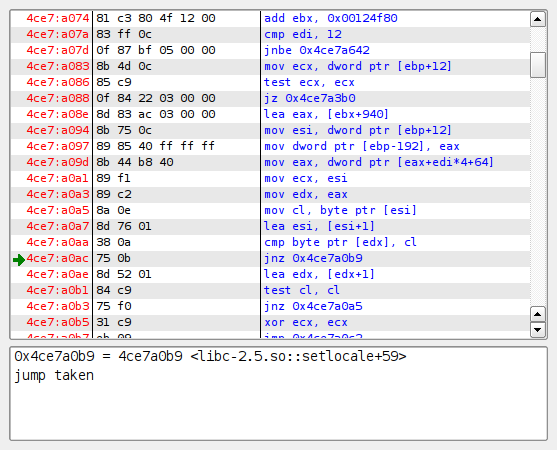 4ce7:a074 81 c3 80 4f 12 00 add ebx, 0x00124f80
4ce7:a07a 83 ff 0c cmp edi, 12
4ce7:a07d 0f 87 bf 05 00 00 jnbe 0x4ce7a642
4ce7:a083 8b 4d 0c mov ecx, dword ptr [ebp+12]
4ce7:a086 85 c9 test ecx, ecx
4ce7:a088 0f 84 22 03 00 00 jz 0x4ce7a3b0
4ce7:a08e 8d 83 ac 03 00 00 lea eax, [ebx+940]
4ce7:a094 8b 75 0c mov esi, dword ptr [ebp+12]
4ce7:a097 89 85 40 ff ff ff mov dword ptr [ebp-192], eax
4ce7:a09d 8b 44 b8 40 mov eax, dword ptr [eax+edi*4+64]
4ce7:a0a1 89 f1 mov ecx, esi
4ce7:a0a3 89 c2 mov edx, eax
4ce7:a0a5 8a 0e mov cl, byte ptr [esi]
4ce7:a0a7 8d 76 01 lea esi, [esi+1]
4ce7:a0aa 38 0a cmp byte ptr [edx], cl
4ce7:a0ac 75 0b jnz 0x4ce7a0b9
4ce7:a0ae 8d 52 01 lea edx, [edx+1]
4ce7:a0b1 84 c9 test cl, cl
4ce7:a0b3 75 f0 jnz 0x4ce7a0a5
4ce7:a0b5 31 c9 xor ecx, ecx
4ce7:a0b7 eb 09 jmp 0x4ce7a0c2
0x4ce7a0b9 = 4ce7a0b9 <libc-2.5.so::setlocale+59>
jump taken